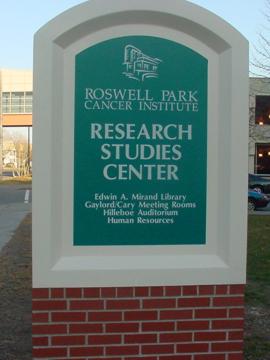 ROSWELL PARK
CANCER INSTITUTE
RESEARCH
STUDIES
CENTER
Edwin A. Mirand Library
Gaylord/Cary Meeting Rooms
Hilleboe Auditorium
Human Resources